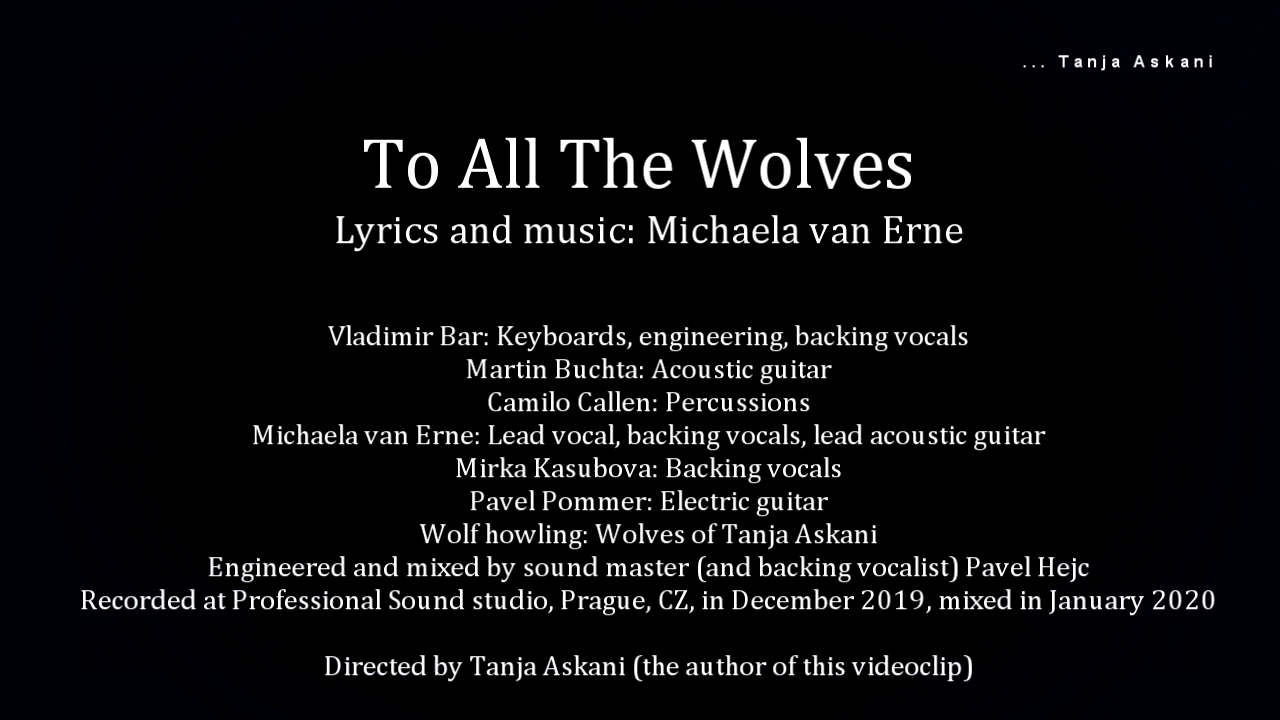 ... Tanja Askani
To All The Wolves
Lyrics and music: Michaela van Erne
Vladimir Bar: Keyboards, engineering, backing vocals
Martin Buchta: Acoustic guitar
Camilo Callen: Percussions
Michaela van Erne: Lead vocal, backing vocals, lead acoustic guitar
Mirka Kasubova: Backing vocals
Pavel Pommer: Electric guitar
Wolf howling: Wolves of Tanja Askani
Engineered and mixed by sound master (and backing vocalist) Pavel Hejc
Recorded at Professional Sound studio, Prague, CZ, in December 2019, mixed in January 2020
Directed by Tanja Askani (the author of this videoclip)